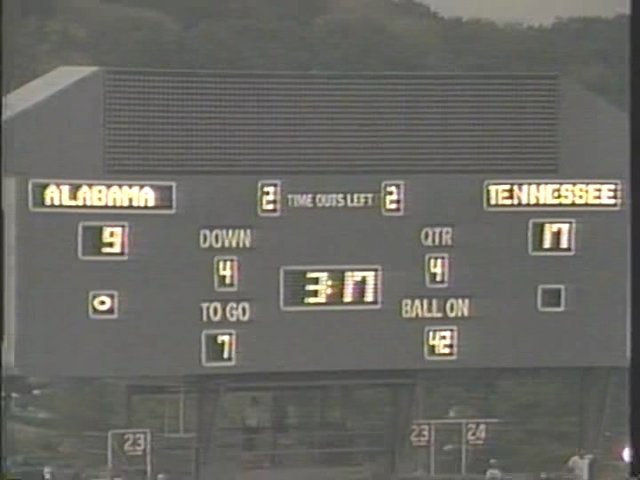 ALABAMA 2 TIME OUTS LEFT 2 TENNESSEE
9 DOWN QTR 17
4 3:17 4
0 TO GO BALL ON
7 42
23 23 24